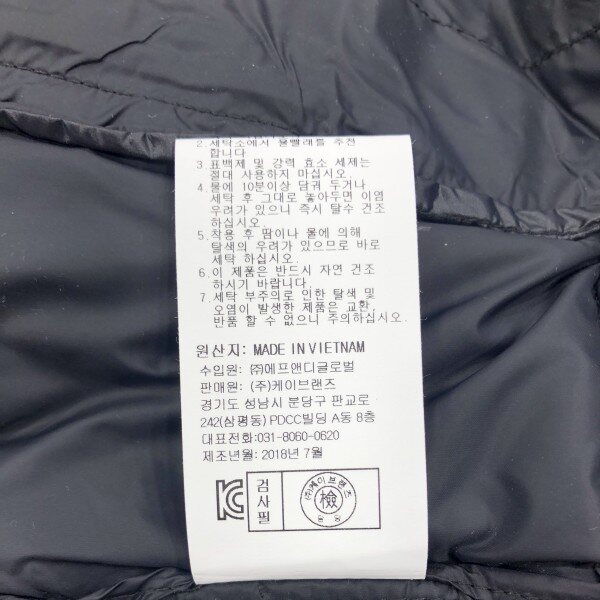 2. 세탁소에서 물빨래를 추천
합니다
3. 표백제 및 강력 효소 세제는
절대 사용하지 마십시오.
4. 물에 10분이상 담궈 두거나
세탁 후 그대로 놓아두면 이염
우려가 있으니 즉시 탈수 건조
하십시오.
5. 착용 후 땀이나 물에 의해
탈색의 우려가 있으므로 바로
세탁 하십시오.
6. 이 제품은 반드시 자연 건조
하시기 바랍니다.
7. 세탁 부주의로 인한 탈색 및
오염이 발생한 제품은 교환,
반품 할 수 없으니 주의하십시오.
원산지: MADE IN VIETNAM
수입원: (주)에프앤디글로벌
판매원: (주)케이브랜즈
경기도 성남시 분당구 판교로
242(삼평동) PDCC빌딩 A동 8층
대표전화:031-8060-0620
제조년월: 2018년 7월
KC
검사필
(주)케이브랜즈
檢